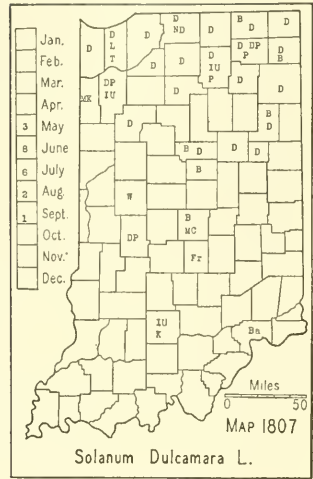 Jan.
Feb.
Mar.
Apr.
3 May
8 June
6 July
2 Aug.
1 Sept.
Oct.
Nov.
Dec.
D D L T D D ND D B D D
D D D IU P D DP P D B
WK DP IU D D D
D B D
B D D D
B
W
B MC
DP
Fr
IU K
Ba
Miles
0 50
MAP 1807
Solanum Dulcamara L.